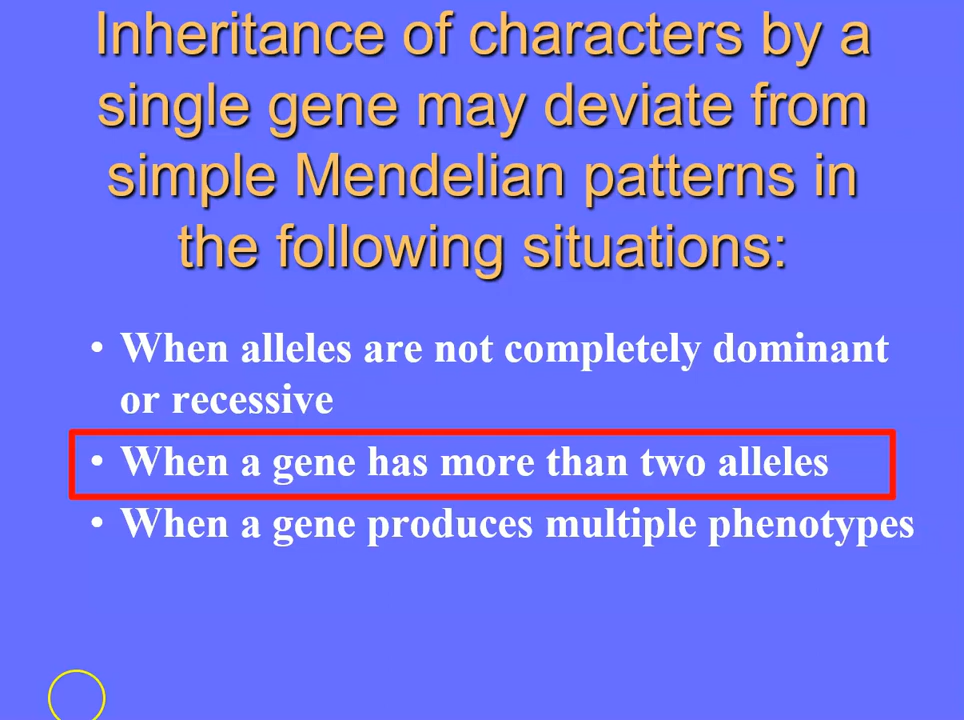 Inheritance of characters by a
single gene may deviate from
simple Mendelian patterns in
the following situations:
• When alleles are not completely dominant
or recessive
• When a gene has more than two alleles
• When a gene produces multiple phenotypes